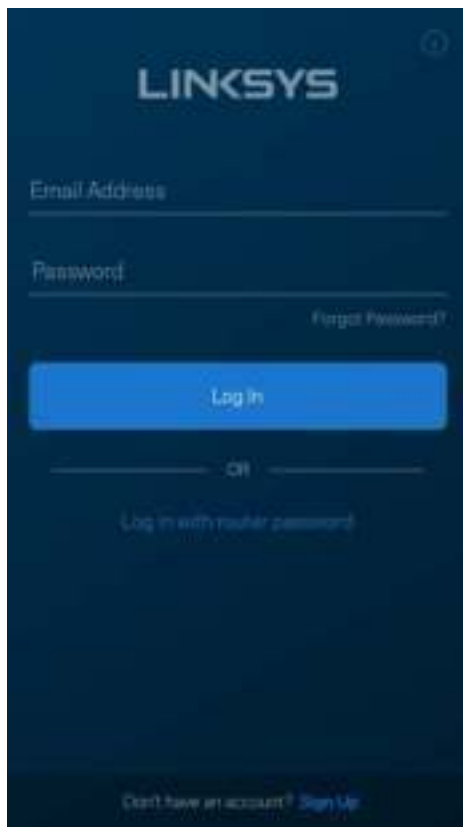 LINKSYS
Email Address
Password
Forgot Password?
Log In
OR
Log in with router password
Don't have an account? Sign Up